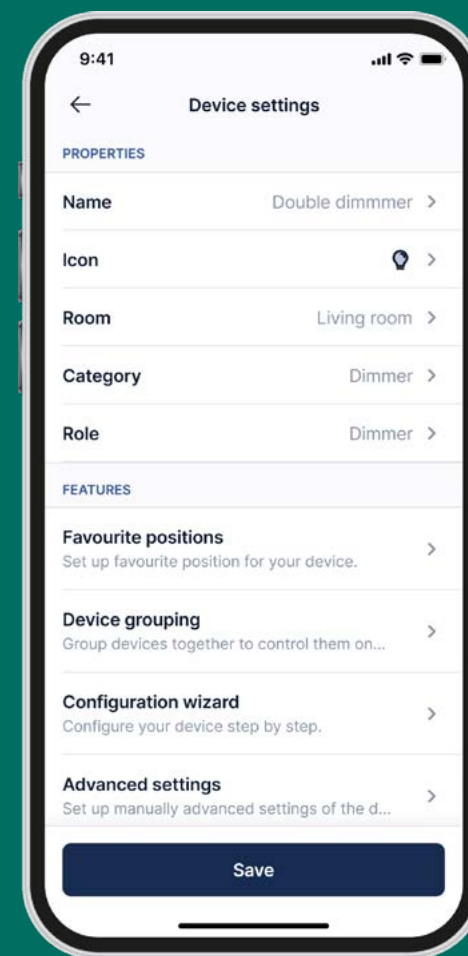 9:41
Device settings
PROPERTIES
Name Double dimmmer
Icon
Room Living room
Category Dimmer
Role Dimmer
FEATURES
Favourite positions
Set up favourite position for your device.
Device grouping
Group devices together to control them on...
Configuration wizard
Configure your device step by step.
Advanced settings
Set up manually advanced settings of the d...
Save